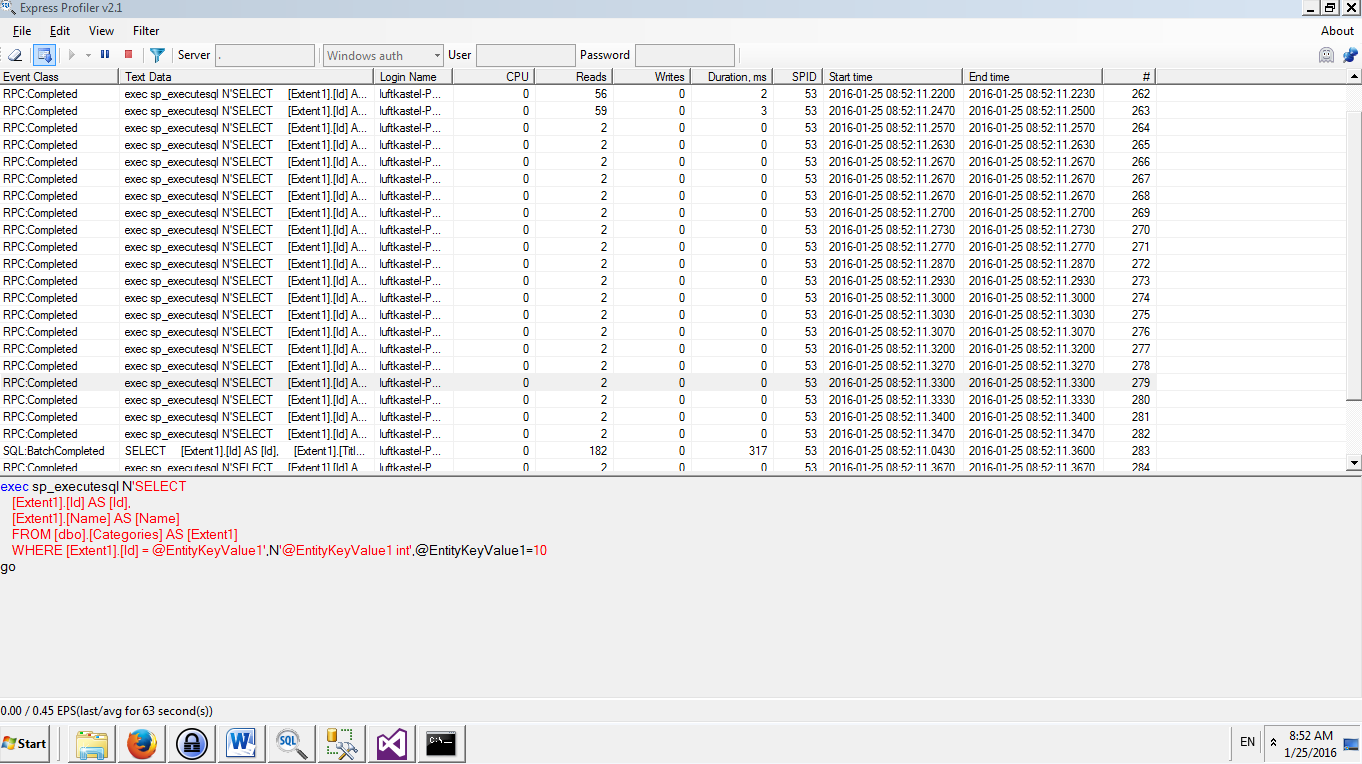 Express Profiler v2.1
File Edit View Filter About
Server . Windows auth User Password
Event Class Text Data Login Name CPU Reads Writes Duration, ms SPID Start time End time #
RPC:Completed exec sp_executesql N'SELECT [Extent1].[Id] A... luftkastel-P... 0 56 0 2 53 2016-01-25 08:52:11.2200 2016-01-25 08:52:11.2230 262
RPC:Completed exec sp_executesql N'SELECT [Extent1].[Id] A... luftkastel-P... 0 59 0 3 53 2016-01-25 08:52:11.2470 2016-01-25 08:52:11.2500 263
RPC:Completed exec sp_executesql N'SELECT [Extent1].[Id] A... luftkastel-P... 0 2 0 0 53 2016-01-25 08:52:11.2570 2016-01-25 08:52:11.2570 264
RPC:Completed exec sp_executesql N'SELECT [Extent1].[Id] A... luftkastel-P... 0 2 0 0 53 2016-01-25 08:52:11.2630 2016-01-25 08:52:11.2630 265
RPC:Completed exec sp_executesql N'SELECT [Extent1].[Id] A... luftkastel-P... 0 2 0 0 53 2016-01-25 08:52:11.2670 2016-01-25 08:52:11.2670 266
RPC:Completed exec sp_executesql N'SELECT [Extent1].[Id] A... luftkastel-P... 0 2 0 0 53 2016-01-25 08:52:11.2670 2016-01-25 08:52:11.2670 267
RPC:Completed exec sp_executesql N'SELECT [Extent1].[Id] A... luftkastel-P... 0 2 0 0 53 2016-01-25 08:52:11.2670 2016-01-25 08:52:11.2670 268
RPC:Completed exec sp_executesql N'SELECT [Extent1].[Id] A... luftkastel-P... 0 2 0 0 53 2016-01-25 08:52:11.2700 2016-01-25 08:52:11.2700 269
RPC:Completed exec sp_executesql N'SELECT [Extent1].[Id] A... luftkastel-P... 0 2 0 0 53 2016-01-25 08:52:11.2730 2016-01-25 08:52:11.2730 270
RPC:Completed exec sp_executesql N'SELECT [Extent1].[Id] A... luftkastel-P... 0 2 0 0 53 2016-01-25 08:52:11.2770 2016-01-25 08:52:11.2770 271
RPC:Completed exec sp_executesql N'SELECT [Extent1].[Id] A... luftkastel-P... 0 2 0 0 53 2016-01-25 08:52:11.2870 2016-01-25 08:52:11.2870 272
RPC:Completed exec sp_executesql N'SELECT [Extent1].[Id] A... luftkastel-P... 0 2 0 0 53 2016-01-25 08:52:11.2930 2016-01-25 08:52:11.2930 273
RPC:Completed exec sp_executesql N'SELECT [Extent1].[Id] A... luftkastel-P... 0 2 0 0 53 2016-01-25 08:52:11.3000 2016-01-25 08:52:11.3000 274
RPC:Completed exec sp_executesql N'SELECT [Extent1].[Id] A... luftkastel-P... 0 2 0 0 53 2016-01-25 08:52:11.3030 2016-01-25 08:52:11.3030 275
RPC:Completed exec sp_executesql N'SELECT [Extent1].[Id] A... luftkastel-P... 0 2 0 0 53 2016-01-25 08:52:11.3070 2016-01-25 08:52:11.3070 276
RPC:Completed exec sp_executesql N'SELECT [Extent1].[Id] A... luftkastel-P... 0 2 0 0 53 2016-01-25 08:52:11.3200 2016-01-25 08:52:11.3200 277
RPC:Completed exec sp_executesql N'SELECT [Extent1].[Id] A... luftkastel-P... 0 2 0 0 53 2016-01-25 08:52:11.3270 2016-01-25 08:52:11.3270 278
RPC:Completed exec sp_executesql N'SELECT [Extent1].[Id] A... luftkastel-P... 0 2 0 0 53 2016-01-25 08:52:11.3300 2016-01-25 08:52:11.3300 279
RPC:Completed exec sp_executesql N'SELECT [Extent1].[Id] A... luftkastel-P... 0 2 0 0 53 2016-01-25 08:52:11.3330 2016-01-25 08:52:11.3330 280
RPC:Completed exec sp_executesql N'SELECT [Extent1].[Id] A... luftkastel-P... 0 2 0 0 53 2016-01-25 08:52:11.3400 2016-01-25 08:52:11.3400 281
RPC:Completed exec sp_executesql N'SELECT [Extent1].[Id] A... luftkastel-P... 0 2 0 0 53 2016-01-25 08:52:11.3470 2016-01-25 08:52:11.3470 282
SQL:BatchCompleted SELECT [Extent1].[Id] AS [Id], [Extent1].[Titl... luftkastel-P... 0 182 0 317 53 2016-01-25 08:52:11.0430 2016-01-25 08:52:11.3600 283
RPC:Completed exec sp_executesql N'SELECT [Extent1].[Id] A... luftkastel-P... 0 2 0 0 53 2016-01-25 08:52:11.3670 2016-01-25 08:52:11.3670 284
exec sp_executesql N'SELECT
[Extent1].[Id] AS [Id],
[Extent1].[Name] AS [Name]
FROM [dbo].[Categories] AS [Extent1]
WHERE [Extent1].[Id] = @EntityKeyValue1',N'@EntityKeyValue1 int',@EntityKeyValue1=10
go
0.00 / 0.45 EPS(last/avg for 63 second(s))
Start W SQL C:\. EN 8:52 AM
1/25/2016